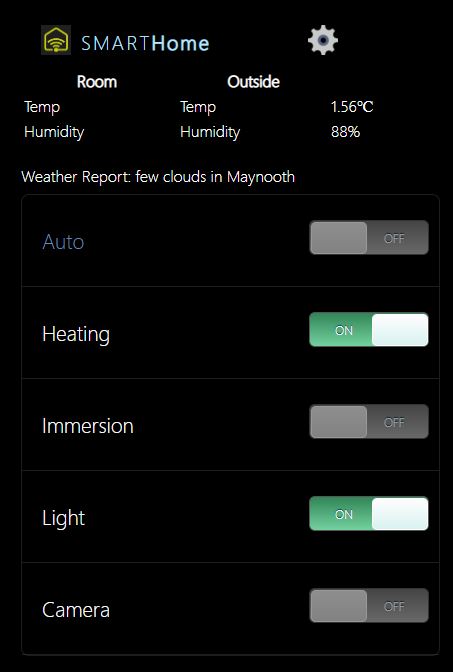 SMARTHome
Room Outside
Temp Temp 1.56℃
Humidity Humidity 88%
Weather Report: few clouds in Maynooth
Auto OFF
Heating ON
Immersion OFF
Light ON
Camera OFF